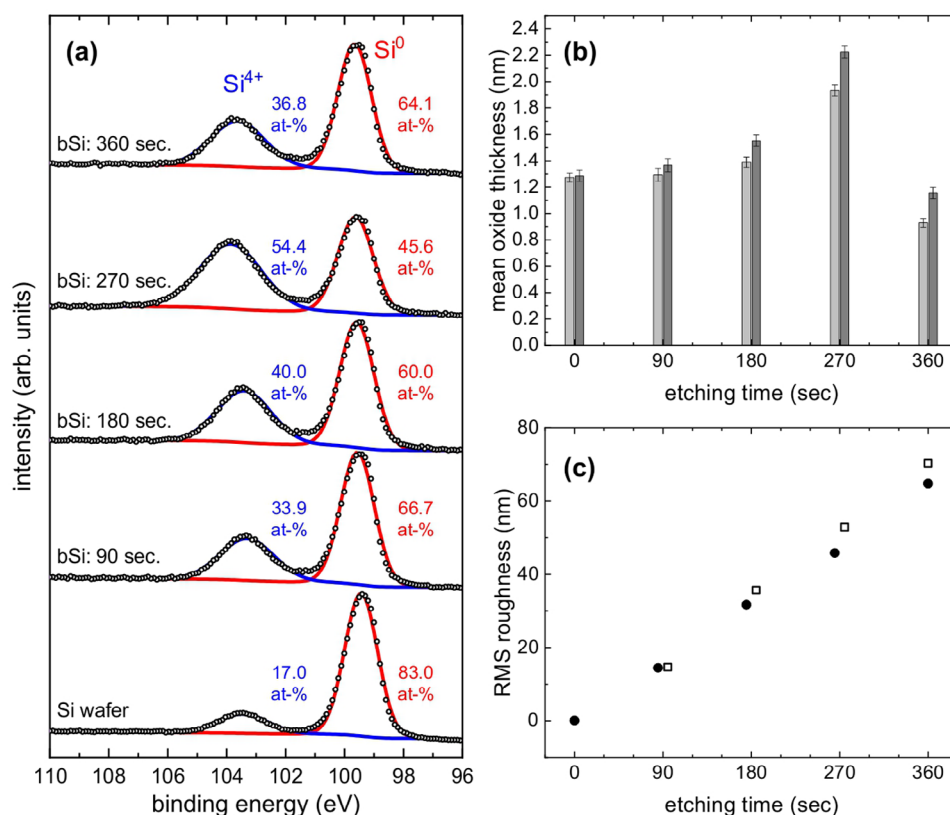 (a)
Si4+
Si0
36.8
at-%
64.1
at-%
bSi: 360 sec.
54.4
at-%
45.6
at-%
bSi: 270 sec.
40.0
at-%
60.0
at-%
bSi: 180 sec.
33.9
at-%
66.7
at-%
bSi: 90 sec.
17.0
at-%
83.0
at-%
Si wafer
intensity (arb. units)
110 108 106 104 102 100 98 96
binding energy (eV)
(b)
mean oxide thickness (nm)
2.4
2.2
2.0
1.8
1.6
1.4
1.2
1.0
0.8
0.6
0.4
0.2
0.0
0 90 180 270 360
etching time (sec)
(c)
RMS roughness (nm)
80
60
40
20
0
0 90 180 270 360
etching time (sec)